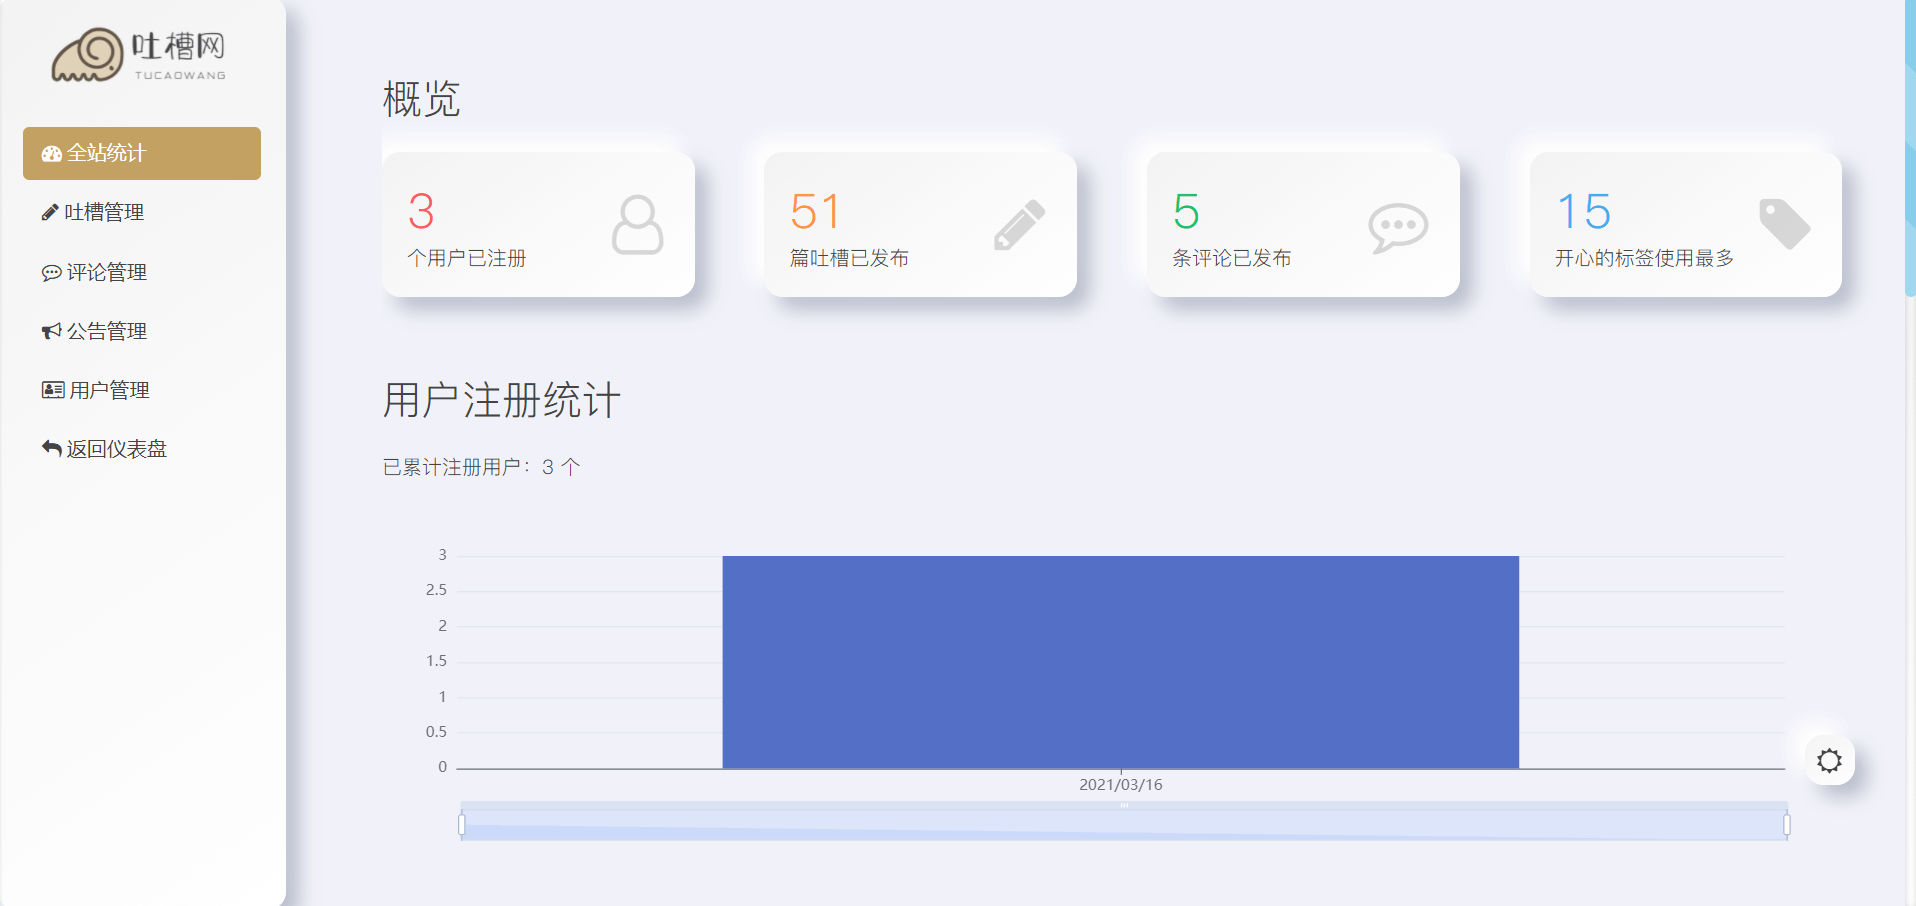 吐槽网
TUCAOWANG
全站统计
吐槽管理
评论管理
公告管理
用户管理
返回仪表盘
概览
3
个用户已注册
51
篇吐槽已发布
5
条评论已发布
15
开心的标签使用最多
用户注册统计
已累计注册用户：3 个
3
2.5
2
1.5
1
0.5
0
2021/03/16